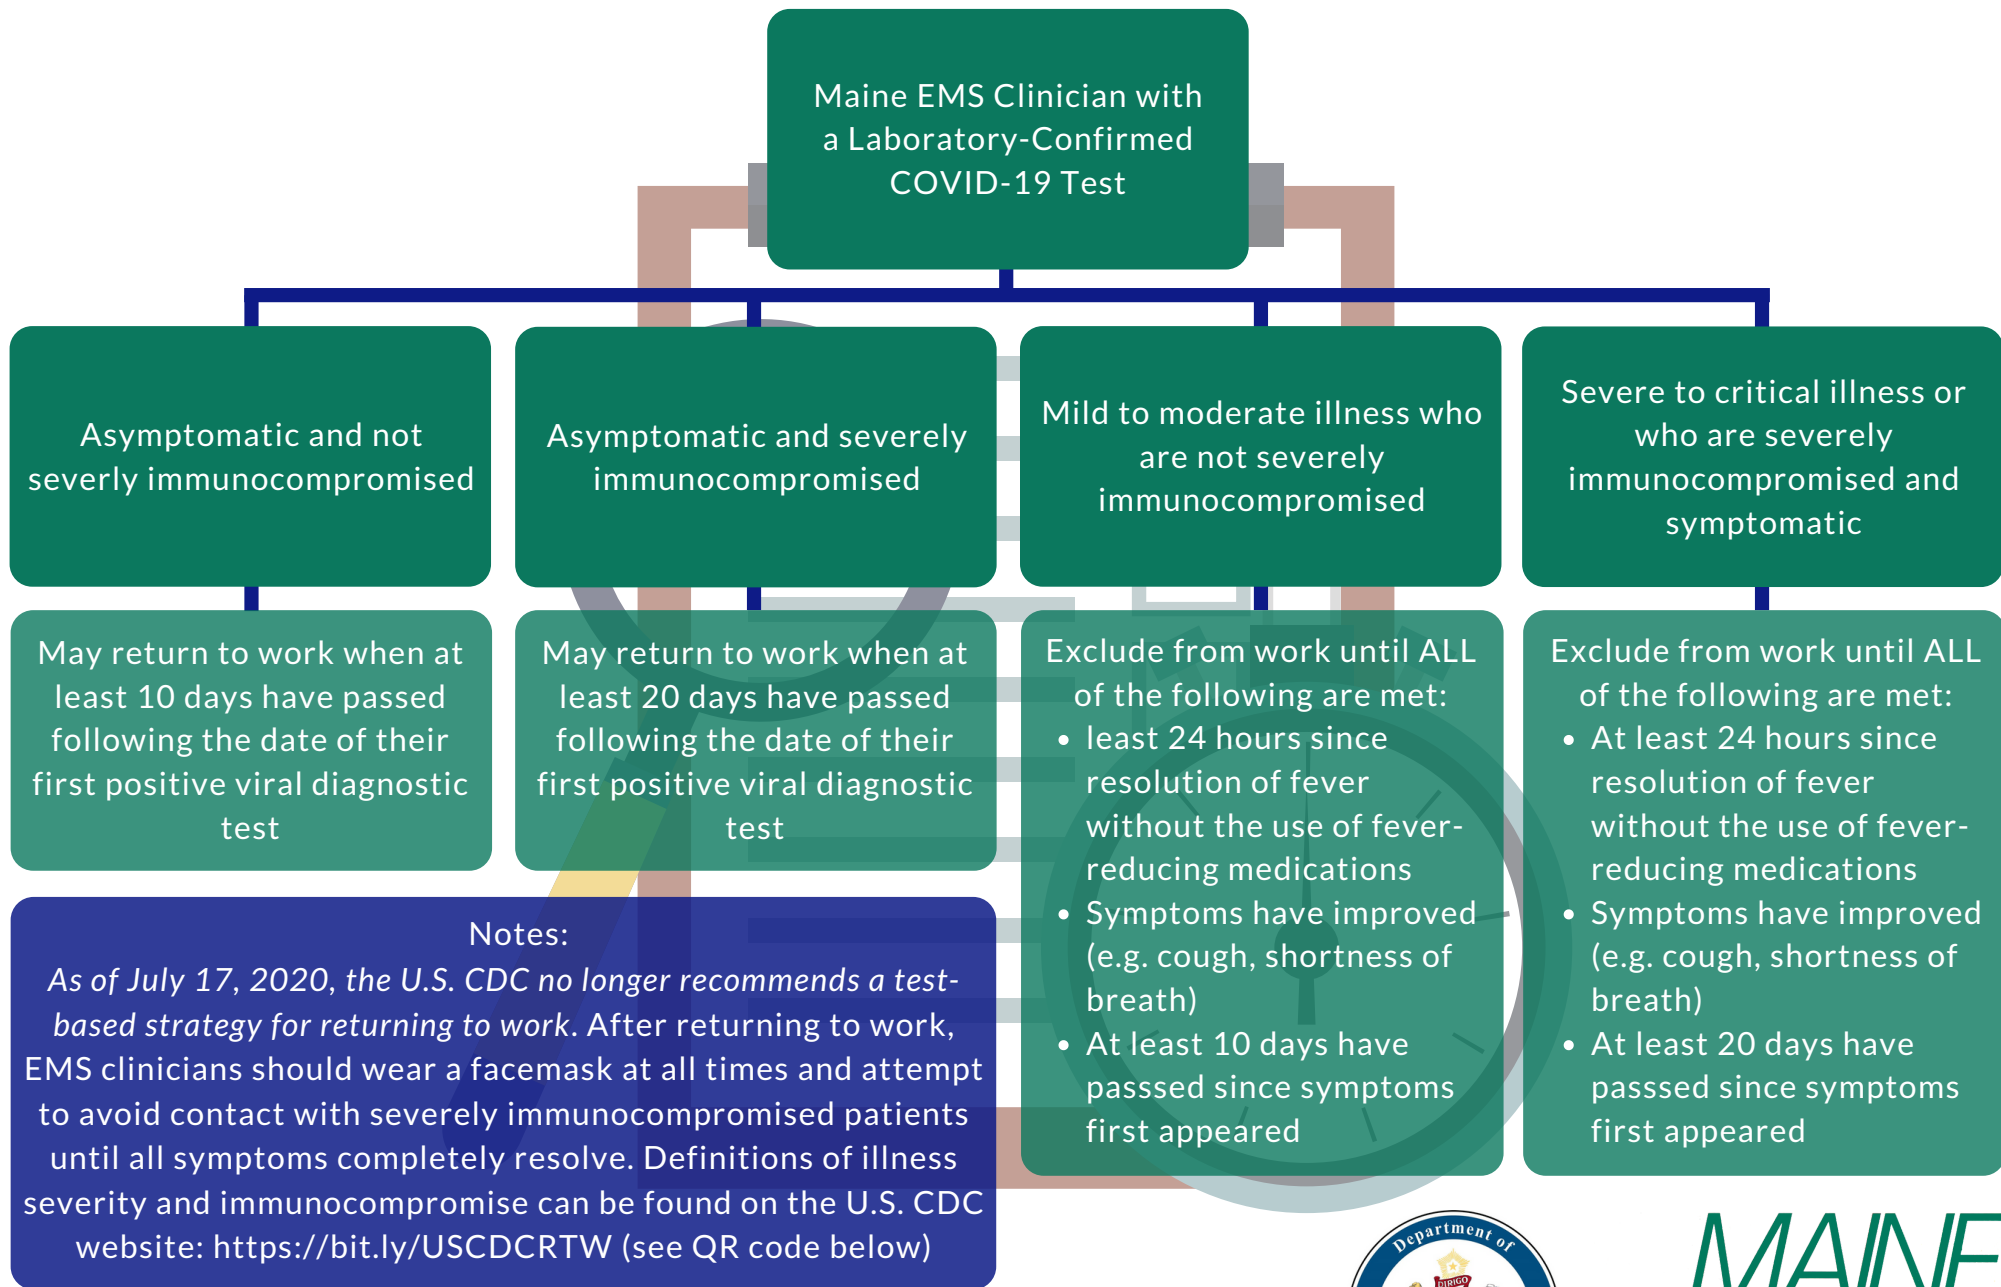 Maine EMS Clinician with
a Laboratory-Confirmed
COVID-19 Test
Asymptomatic and not
severly immunocompromised
Asymptomatic and severely
immunocompromised
Mild to moderate illness who
are not severely
immunocompromised
Severe to critical illness or
who are severely
immunocompromised and
symptomatic
May return to work when at
least 10 days have passed
following the date of their
first positive viral diagnostic
test
May return to work when at
least 20 days have passed
following the date of their
first positive viral diagnostic
test
Exclude from work until ALL
of the following are met:
• least 24 hours since
resolution of fever
without the use of fever-
reducing medications
• Symptoms have improved
(e.g. cough, shortness of
breath)
• At least 10 days have
passsed since symptoms
first appeared
Exclude from work until ALL
of the following are met:
• At least 24 hours since
resolution of fever
without the use of fever-
reducing medications
• Symptoms have improved
(e.g. cough, shortness of
breath)
• At least 20 days have
passsed since symptoms
first appeared
Notes:
As of July 17, 2020, the U.S. CDC no longer recommends a test-
based strategy for returning to work. After returning to work,
EMS clinicians should wear a facemask at all times and attempt
to avoid contact with severely immunocompromised patients
until all symptoms completely resolve. Definitions of illness
severity and immunocompromise can be found on the U.S. CDC
website: https://bit.ly/USCDCRTW (see QR code below)
Department of
DIRIGO
MAINE